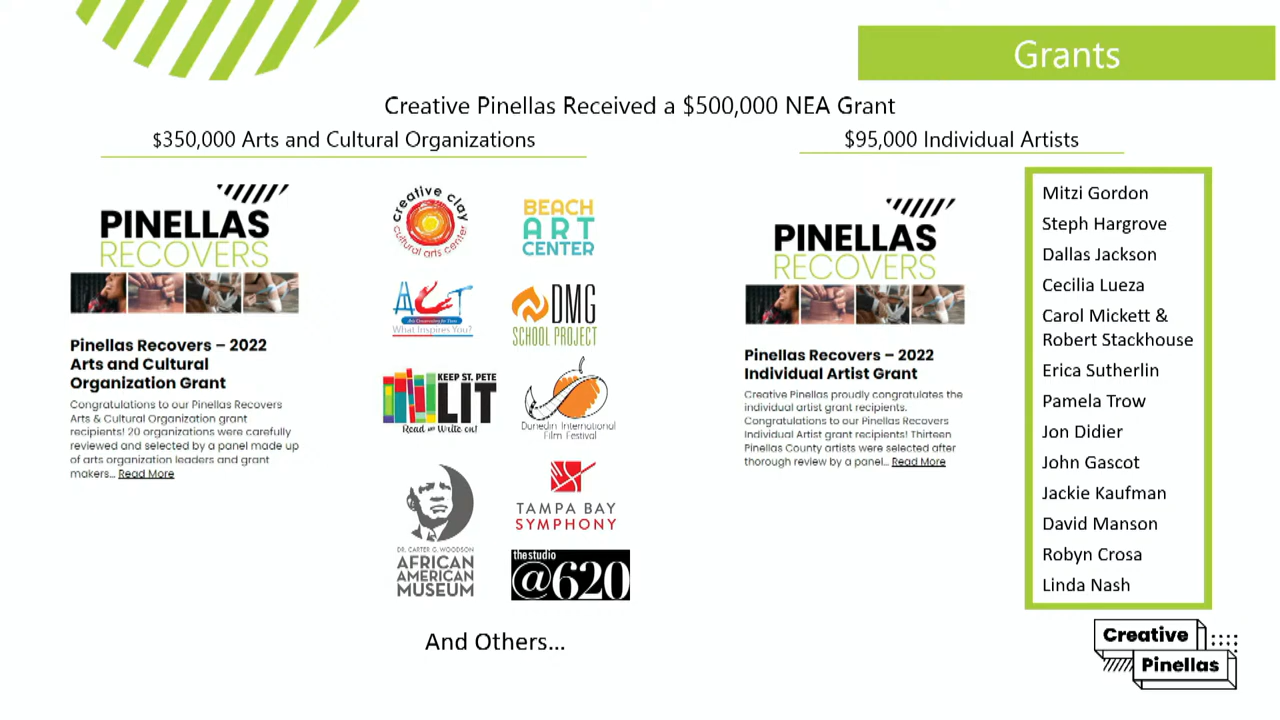 Grants
Creative Pinellas Received a $500,000 NEA Grant
$350,000 Arts and Cultural Organizations
PINELLAS
RECOVERS
Pinellas Recovers – 2022
Arts and Cultural
Organization Grant
Congratulations to our Pinellas Recovers
Arts & Cultural Organization grant
recipients! 20 organizations were carefully
reviewed and selected by a panel made up
of arts organization leaders and grant
makers... Read More
creative clay
cultural arts center
BEACH
ART
CENTER
ACT
What Inspires You?
DMG
SCHOOL PROJECT
KEEP ST. PETE
LIT
Read or Write on!
Dunedin International
Film Festival
DR. CARTER G. WOODSON
AFRICAN
AMERICAN
MUSEUM
TAMPA BAY
SYMPHONY
the studio
@620
And Others...
$95,000 Individual Artists
PINELLAS
RECOVERS
Pinellas Recovers – 2022
Individual Artist Grant
Creative Pinellas proudly congratulates the
individual artist grant recipients.
Congratulations to our Pinellas Recovers
Individual Artist grant recipients! Thirteen
Pinellas County artists were selected after
thorough review by a panel... Read More
Mitzi Gordon
Steph Hargrove
Dallas Jackson
Cecilia Lueza
Carol Mickett &
Robert Stackhouse
Erica Sutherlin
Pamela Trow
Jon Didier
John Gascot
Jackie Kaufman
David Manson
Robyn Crosa
Linda Nash
Creative
Pinellas